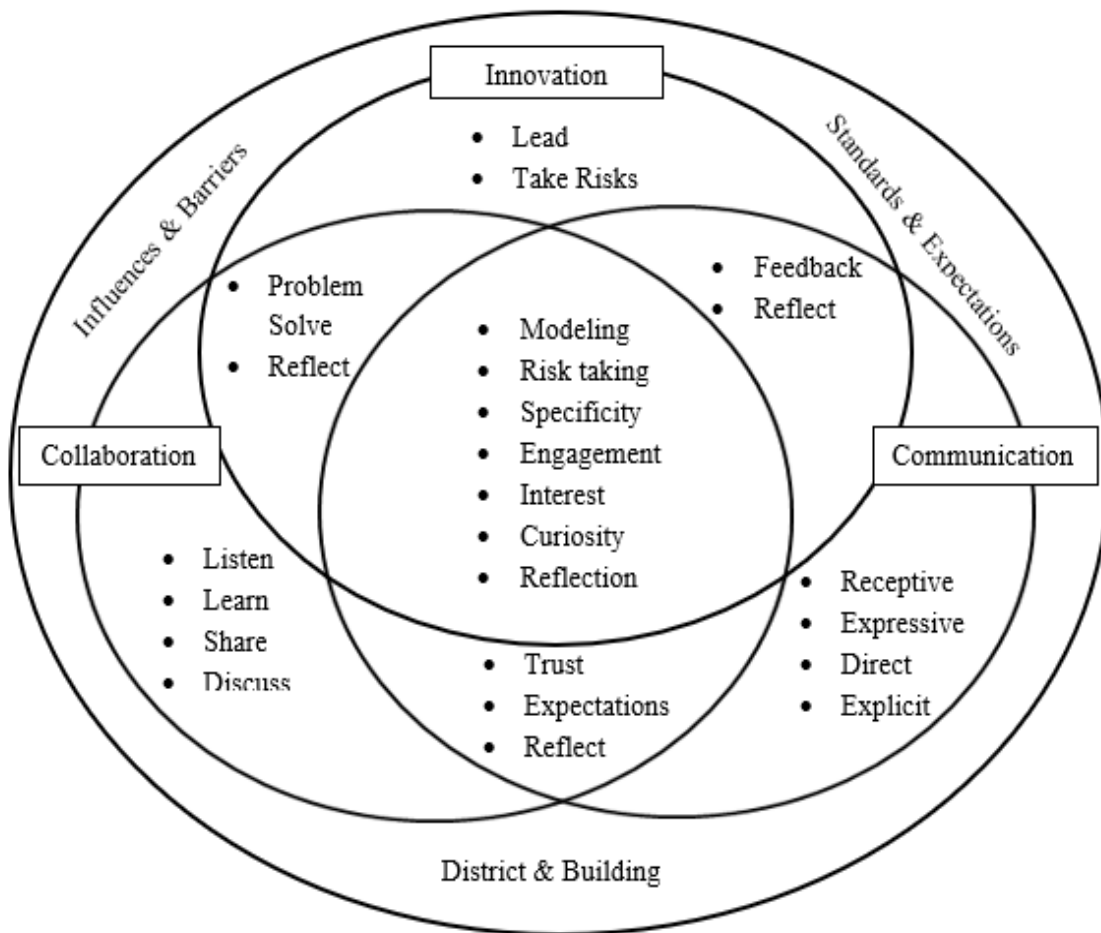 Innovation
• Lead
• Take Risks
Influences & Barriers
Standards & Expectations
• Problem
Solve
• Reflect
• Feedback
• Reflect
• Modeling
• Risk taking
• Specificity
• Engagement
• Interest
• Curiosity
• Reflection
Collaboration
Communication
• Listen
• Learn
• Share
• Discuss
• Receptive
• Expressive
• Direct
• Explicit
• Trust
• Expectations
• Reflect
District & Building